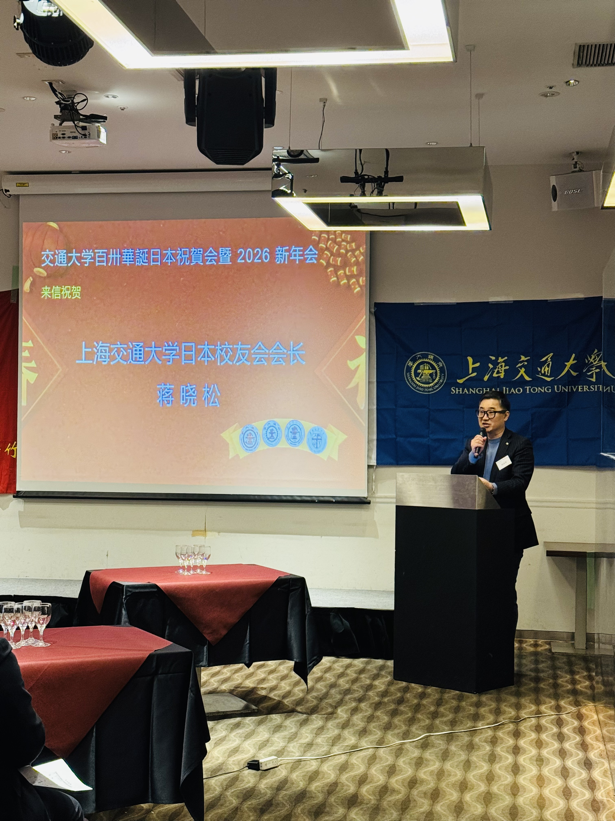 交通大学百卅華誕日本祝賀会暨 2026 新年会
来信祝贺
上海交通大学日本校友会会长
蒋 晓 松
上海交通大学
SHANGHAI JIAO TONG UNIVERSITY
竹